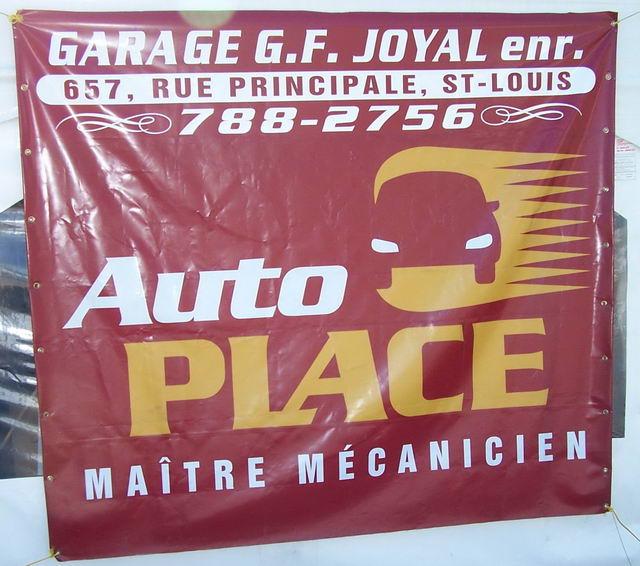 GARAGE G.F. JOYAL enr.
657, RUE PRINCIPALE, ST-LOUIS
788-2756
Auto
PLACE
MAÎTRE MÉCANICIEN